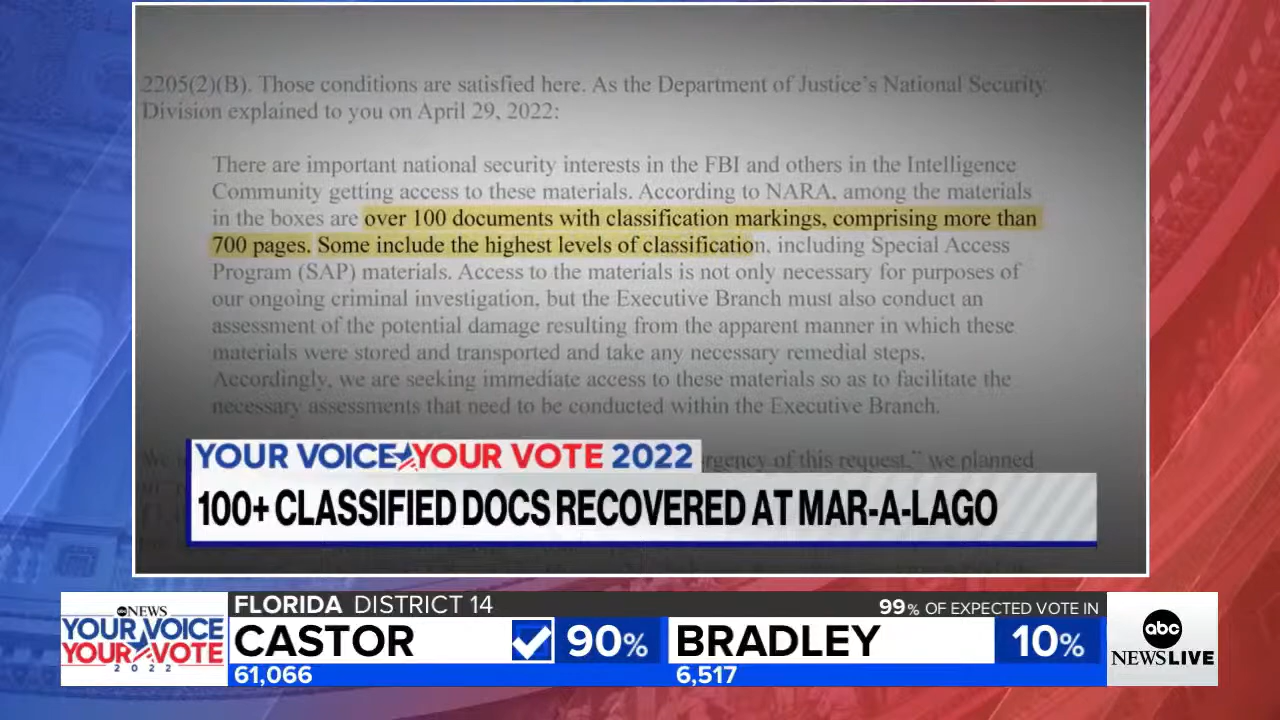 2205(2)(B). Those conditions are satisfied here. As the Department of Justice's National Security
Division explained to you on April 29, 2022:
There are important national security interests in the FBI and others in the Intelligence
Community getting access to these materials. According to NARA, among the materials
in the boxes are over 100 documents with classification markings, comprising more than
700 pages. Some include the highest levels of classification, including Special Access
Program (SAP) materials. Access to the materials is not only necessary for purposes of
our ongoing criminal investigation, but the Executive Branch must also conduct an
assessment of the potential damage resulting from the apparent manner in which these
materials were stored and transported and take any necessary remedial steps.
Accordingly, we are seeking immediate access to these materials so as to facilitate the
necessary assessments that need to be conducted within the Executive Branch.
of this request," we planned
YOUR VOICE YOUR VOTE 2022
100+ CLASSIFIED DOCS RECOVERED AT MAR-A-LAGO
abc NEWS
YOUR VOICE
YOUR VOTE
2022
FLORIDA DISTRICT 14
99% OF EXPECTED VOTE IN
CASTOR 90% BRADLEY 10%
61,066 6,517
abc
NEWS LIVE